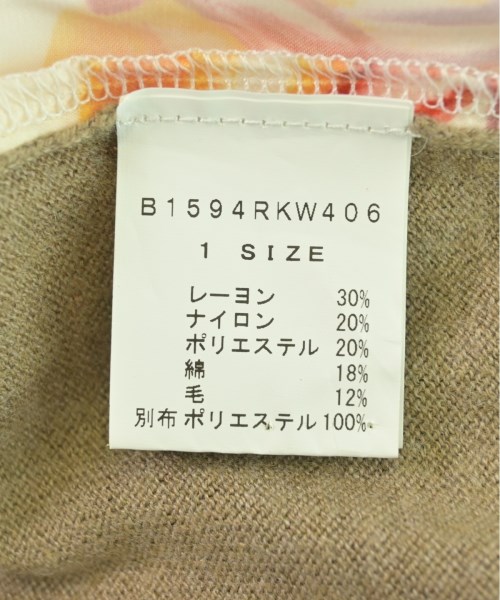 B1594RKW406
1 SIZE
レーヨン 30%
ナイロン 20%
ポリエステル 20%
綿 18%
毛 12%
別布 ポリエステル 100%